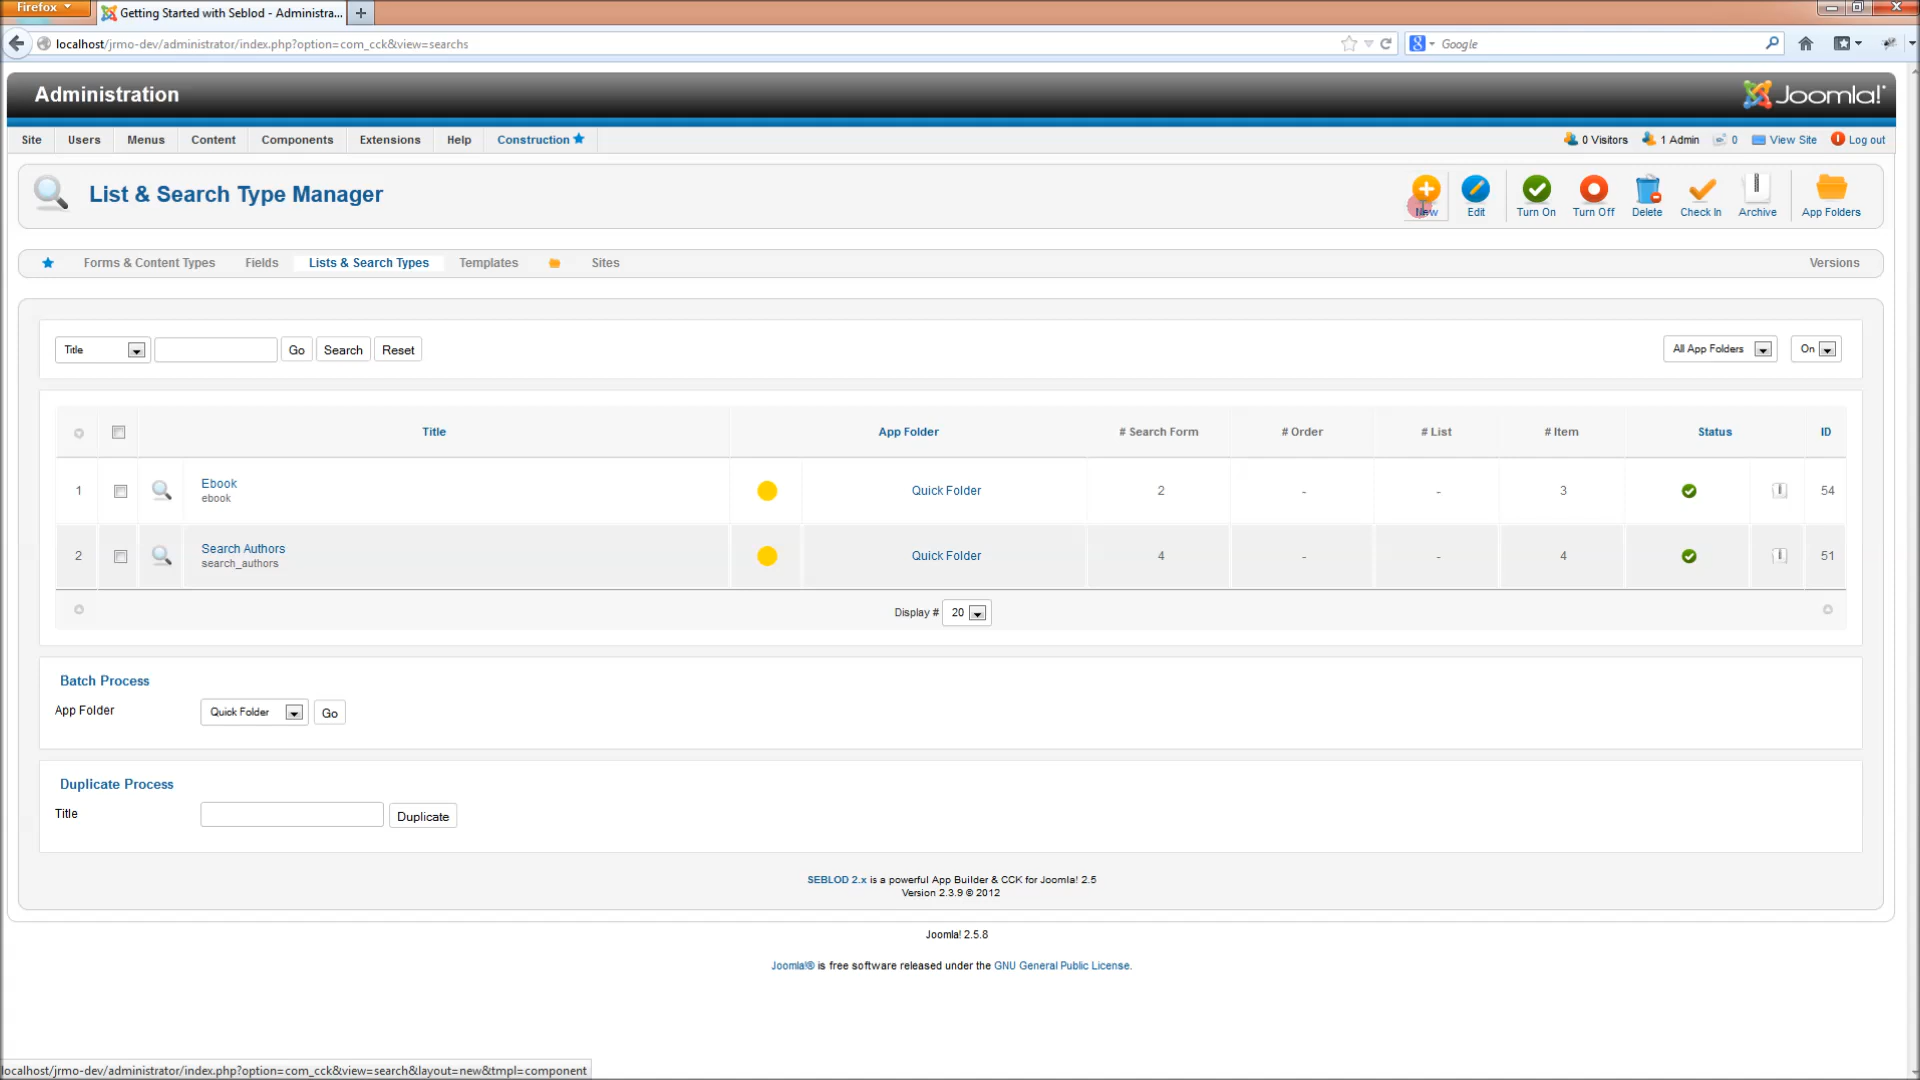 Firefox
Getting Started with Seblod - Administra...
localhost/jrmo-dev/administrator/index.php?option=com_cck&view=searchs
Google
Administration
Joomla!
Site Users Menus Content Components Extensions Help Construction
0 Visitors 1 Admin 0 View Site Log out
List & Search Type Manager
New Edit Turn On Turn Off Delete Check In Archive App Folders
Forms & Content Types Fields Lists & Search Types Templates Sites Versions
Title Go Search Reset All App Folders On
Title App Folder # Search Form # Order # List # Item Status ID
1 Ebook Quick Folder 2 - - 3 54
ebook
2 Search Authors Quick Folder 4 - - 4 51
search_authors
Display # 20
Batch Process
App Folder Quick Folder Go
Duplicate Process
Title Duplicate
SEBLOD 2.x is a powerful App Builder & CCK for Joomla! 2.5
Version 2.3.9 © 2012
Joomla! 2.5.8
Joomla!® is free software released under the GNU General Public License.
localhost/jrmo-dev/administrator/index.php?option=com_cck&view=search&layout=new&tmpl=component